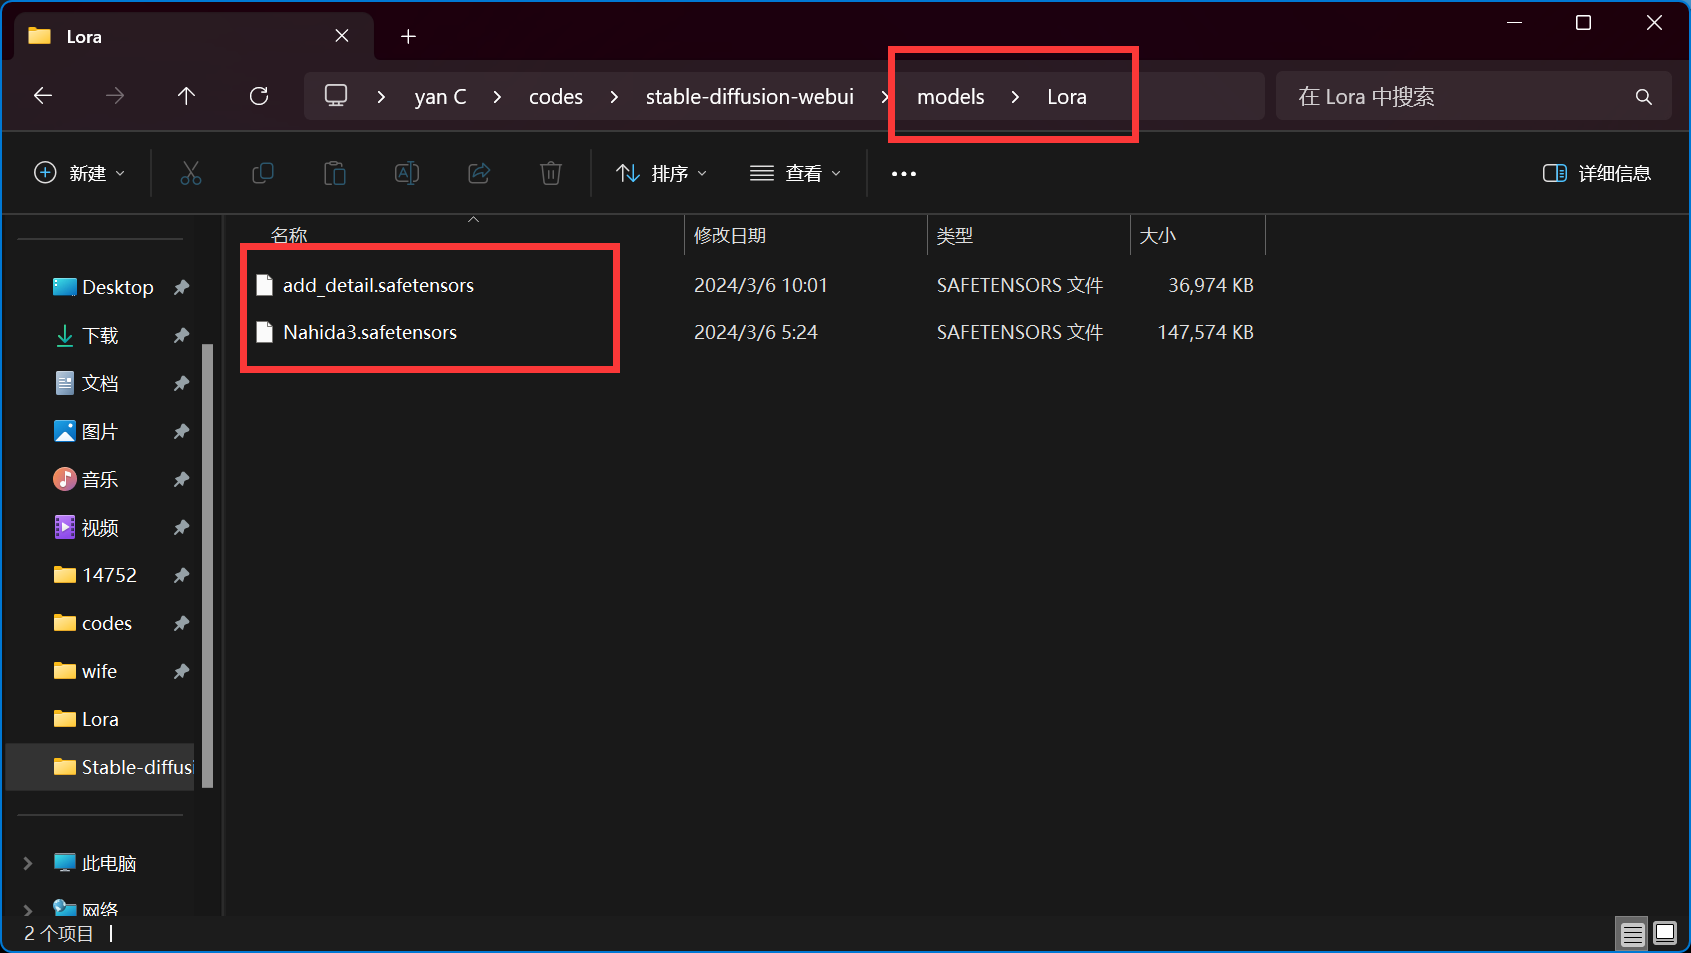 Lora
yan C
codes
stable-diffusion-webui
models
Lora
在 Lora 中搜索
新建
排序
查看
详细信息
名称
修改日期
类型
大小
add_detail.safetensors
2024/3/6 10:01
SAFETENSORS 文件
36,974 KB
Nahida3.safetensors
2024/3/6 5:24
SAFETENSORS 文件
147,574 KB
Desktop
下载
文档
图片
音乐
视频
14752
codes
wife
Lora
Stable-diffusi
此电脑
网络
2 个项目